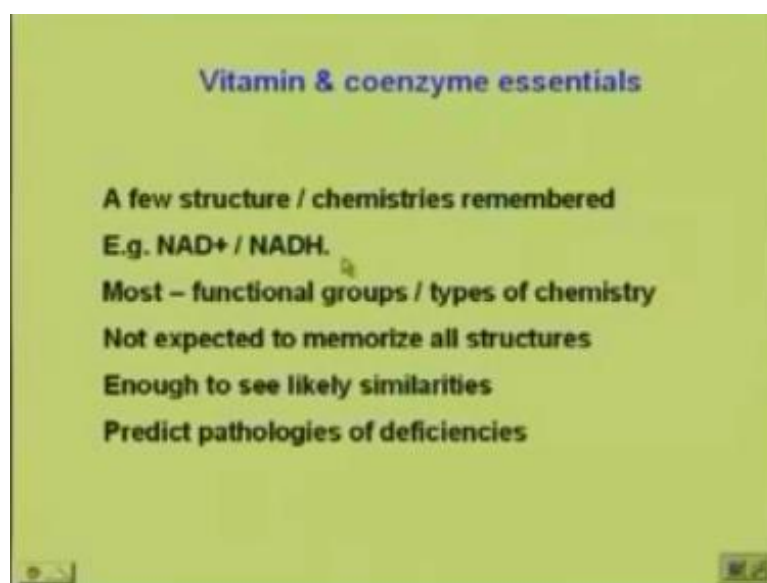 Vitamin & coenzyme essentials
A few structure / chemistries remembered
E.g. NAD+ / NADH.
Most – functional groups / types of chemistry
Not expected to memorize all structures
Enough to see likely similarities
Predict pathologies of deficiencies